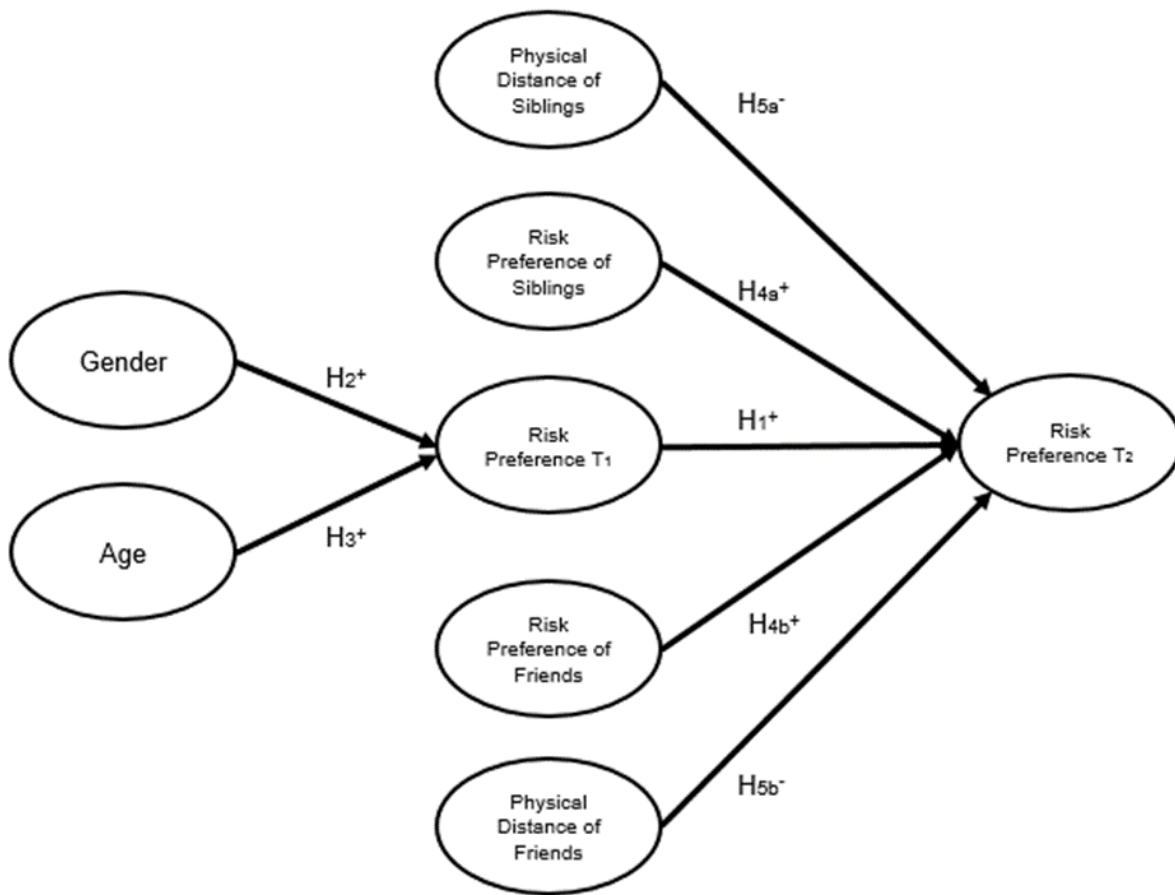 Physical
Distance of
Siblings
H5a-
Risk
Preference of
Siblings
H4a+
Gender
H2+
Risk
Preference T1
H1+
Risk
Preference T2
Age
H3+
Risk
Preference of
Friends
H4b+
Physical
Distance of
Friends
H5b-